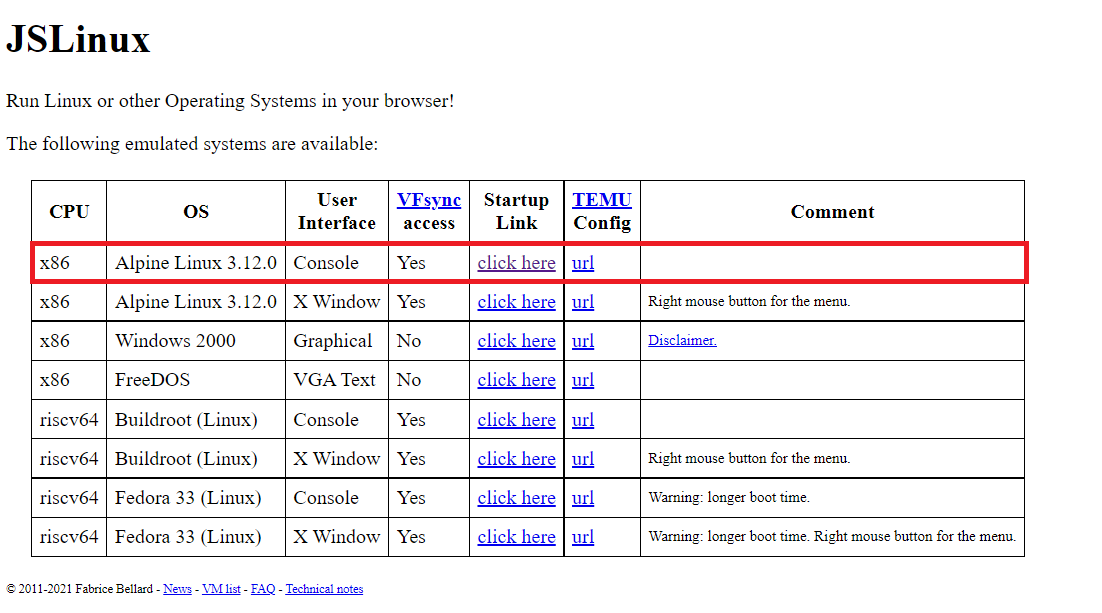 JSLinux
Run Linux or other Operating Systems in your browser!
The following emulated systems are available:
CPU OS User Interface VFsync access Startup Link TEMU Config Comment
x86 Alpine Linux 3.12.0 Console Yes click here url
x86 Alpine Linux 3.12.0 X Window Yes click here url Right mouse button for the menu.
x86 Windows 2000 Graphical No click here url Disclaimer.
x86 FreeDOS VGA Text No click here url
riscv64 Buildroot (Linux) Console Yes click here url
riscv64 Buildroot (Linux) X Window Yes click here url Right mouse button for the menu.
riscv64 Fedora 33 (Linux) Console Yes click here url Warning: longer boot time.
riscv64 Fedora 33 (Linux) X Window Yes click here url Warning: longer boot time. Right mouse button for the menu.
© 2011-2021 Fabrice Bellard - News - VM list - FAQ - Technical notes